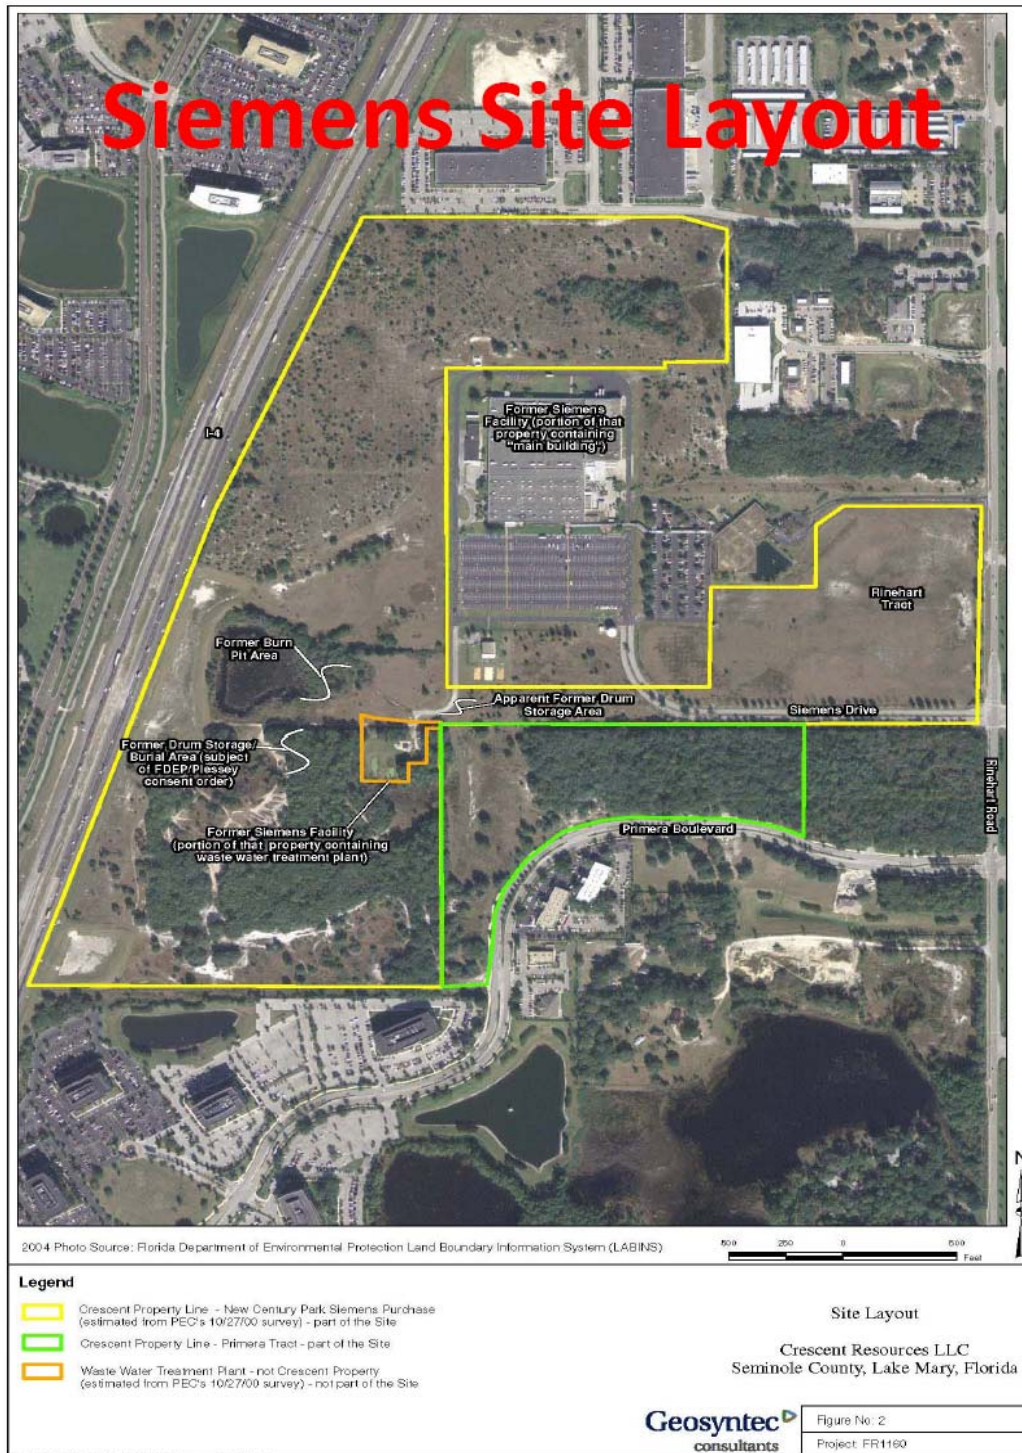 Siemens Site Layout
I-4
Former Siemens
Facility (portion of that
property containing
"main building")
Rinehart
Tract
Former Burn
Pit Area
Apparent Former Drum
Storage Area
Siemens Drive
Former Drum Storage/
Burial Area (subject
of FDEP/Plessey
consent order)
Former Siemens Facility
(portion of that property containing
waste water treatment plant)
Primera Boulevard
Rinehart Road
N
2004 Photo Source: Florida Department of Environmental Protection Land Boundary Information System (LABINS)
500 250 0 500
Feet
Legend
Crescent Property Line - New Century Park Siemens Purchase
(estimated from PEC's 10/27/00 survey) - part of the Site
Crescent Property Line - Primera Tract - part of the Site
Waste Water Treatment Plant - not Crescent Property
(estimated from PEC's 10/27/00 survey) - not part of the Site
Site Layout
Crescent Resources LLC
Seminole County, Lake Mary, Florida
Geosyntec
consultants
Figure No: 2
Project: FR1160